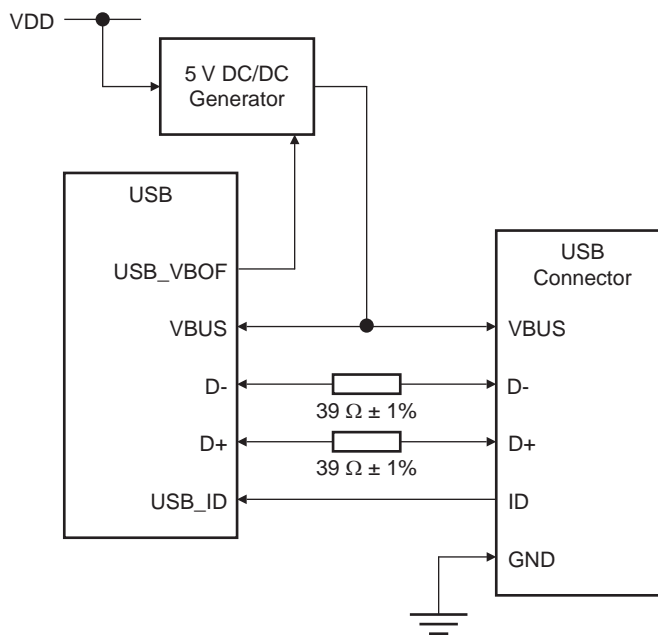 VDD
5 V DC/DC
Generator
USB
USB_VBOF
VBUS
D-
D+
USB_ID
39 Ω ± 1%
39 Ω ± 1%
USB
Connector
VBUS
D-
D+
ID
GND